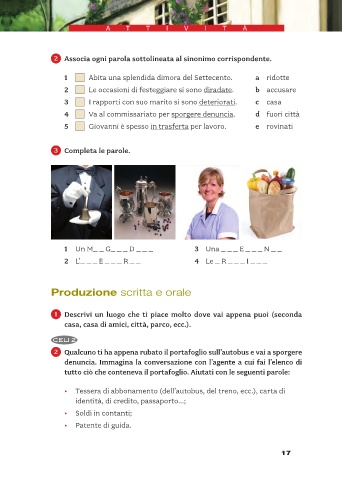 ATTIVITÀ
2 Associa ogni parola sottolineata al sinonimo corrispondente.
1 Abita una splendida dimora del Settecento. a ridotte
2 Le occasioni di festeggiare si sono diradate. b accusare
3 I rapporti con suo marito si sono deteriorati. c casa
4 Va al commissariato per sporgere denuncia. d fuori città
5 Giovanni è spesso in trasferta per lavoro. e rovinati
3 Completa le parole.
1 Un M_ _ G_ _ _ D _ _ _ 3 Una _ _ _ E _ _ _ N _ _
2 L'_ _ _ E _ _ _ R _ _ 4 Le _ R _ _ _ I _ _ _
Produzione scritta e orale
1 Descrivi un luogo che ti piace molto dove vai appena puoi (seconda
casa, casa di amici, città, parco, ecc.).
CELI 2
2 Qualcuno ti ha appena rubato il portafoglio sull'autobus e vai a sporgere
denuncia. Immagina la conversazione con l'agente a cui fai l'elenco di
tutto ciò che conteneva il portafoglio. Aiutati con le seguenti parole:
• Tessera di abbonamento (dell'autobus, del treno, ecc.), carta di
identità, di credito, passaporto...;
• Soldi in contanti;
• Patente di guida.
17